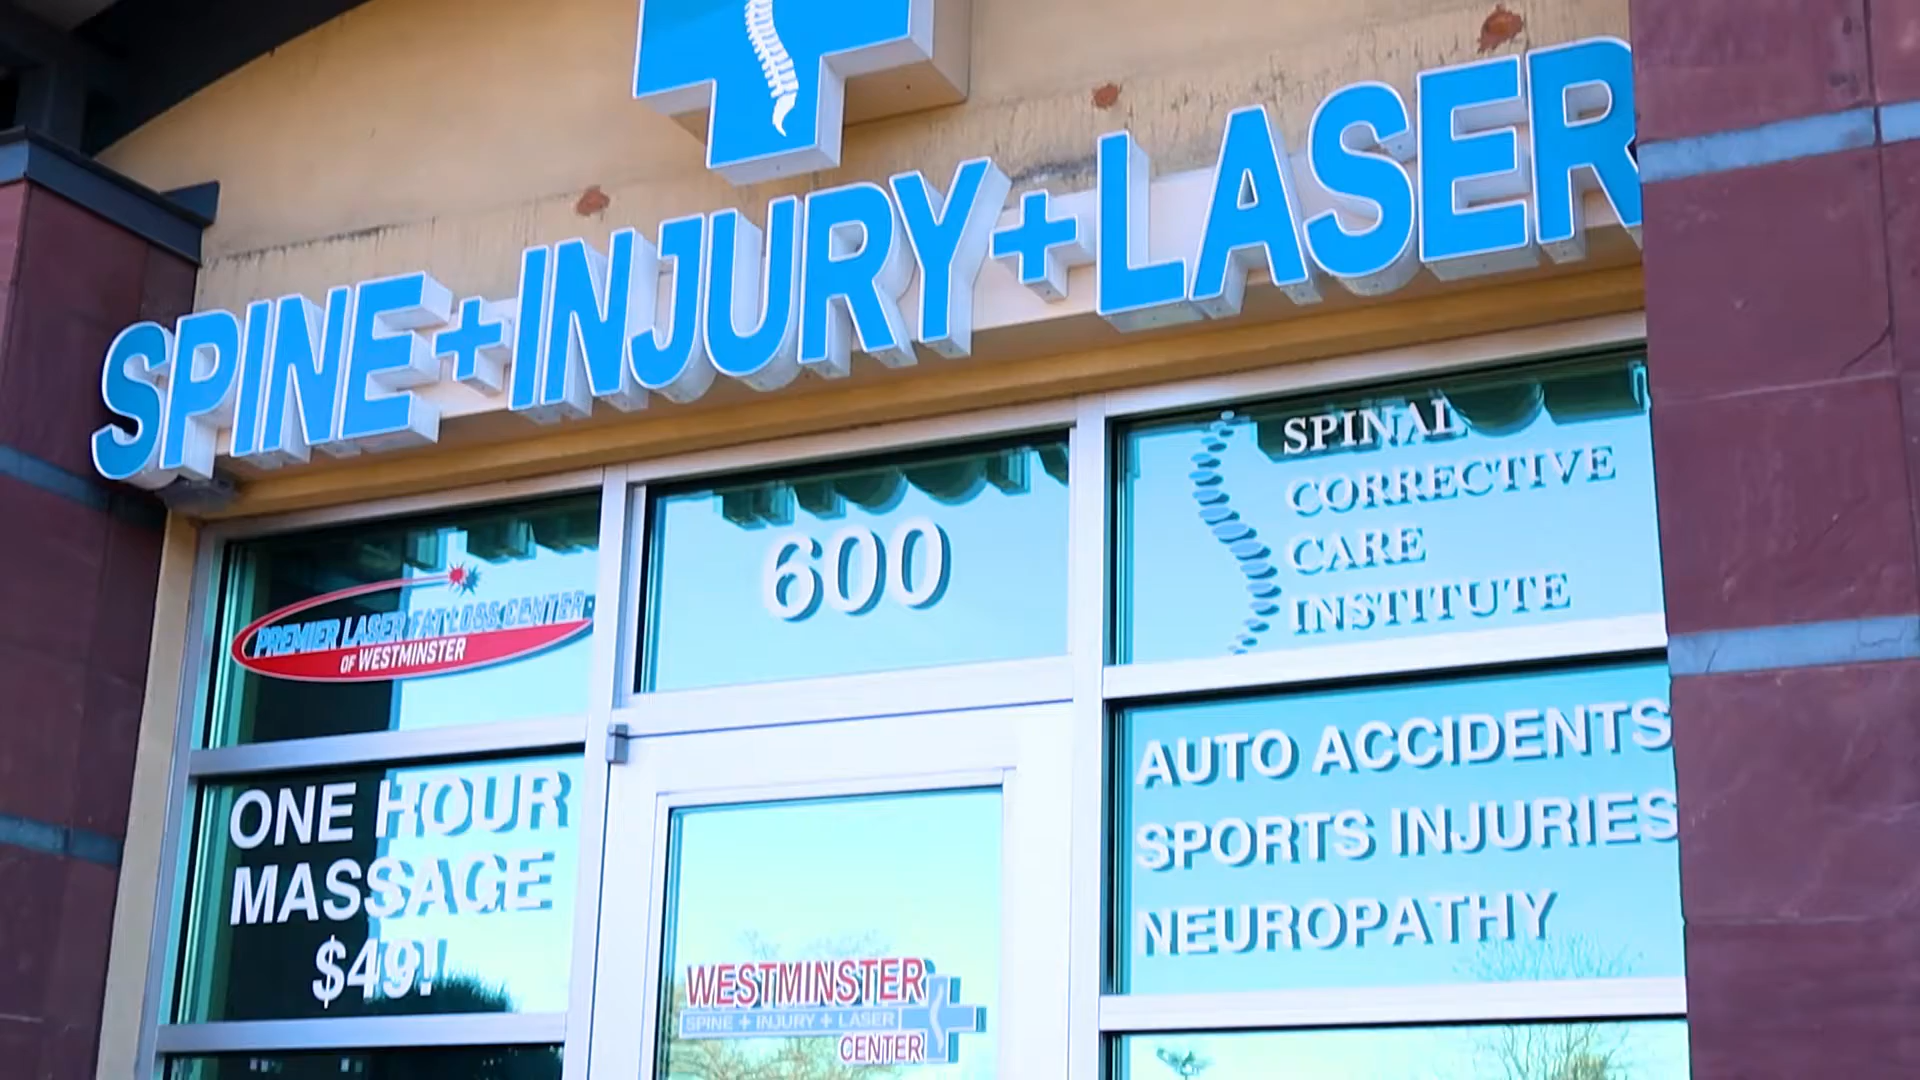 SPINE+INJURY+LASER
PREMIER LASER FAT LOSS CENTER
OF WESTMINSTER
600
SPINAL
CORRECTIVE
CARE
INSTITUTE
ONE HOUR
MASSAGE
$49!
AUTO ACCIDENTS
SPORTS INJURIES
NEUROPATHY
WESTMINSTER
SPINE + INJURY + LASER
CENTER